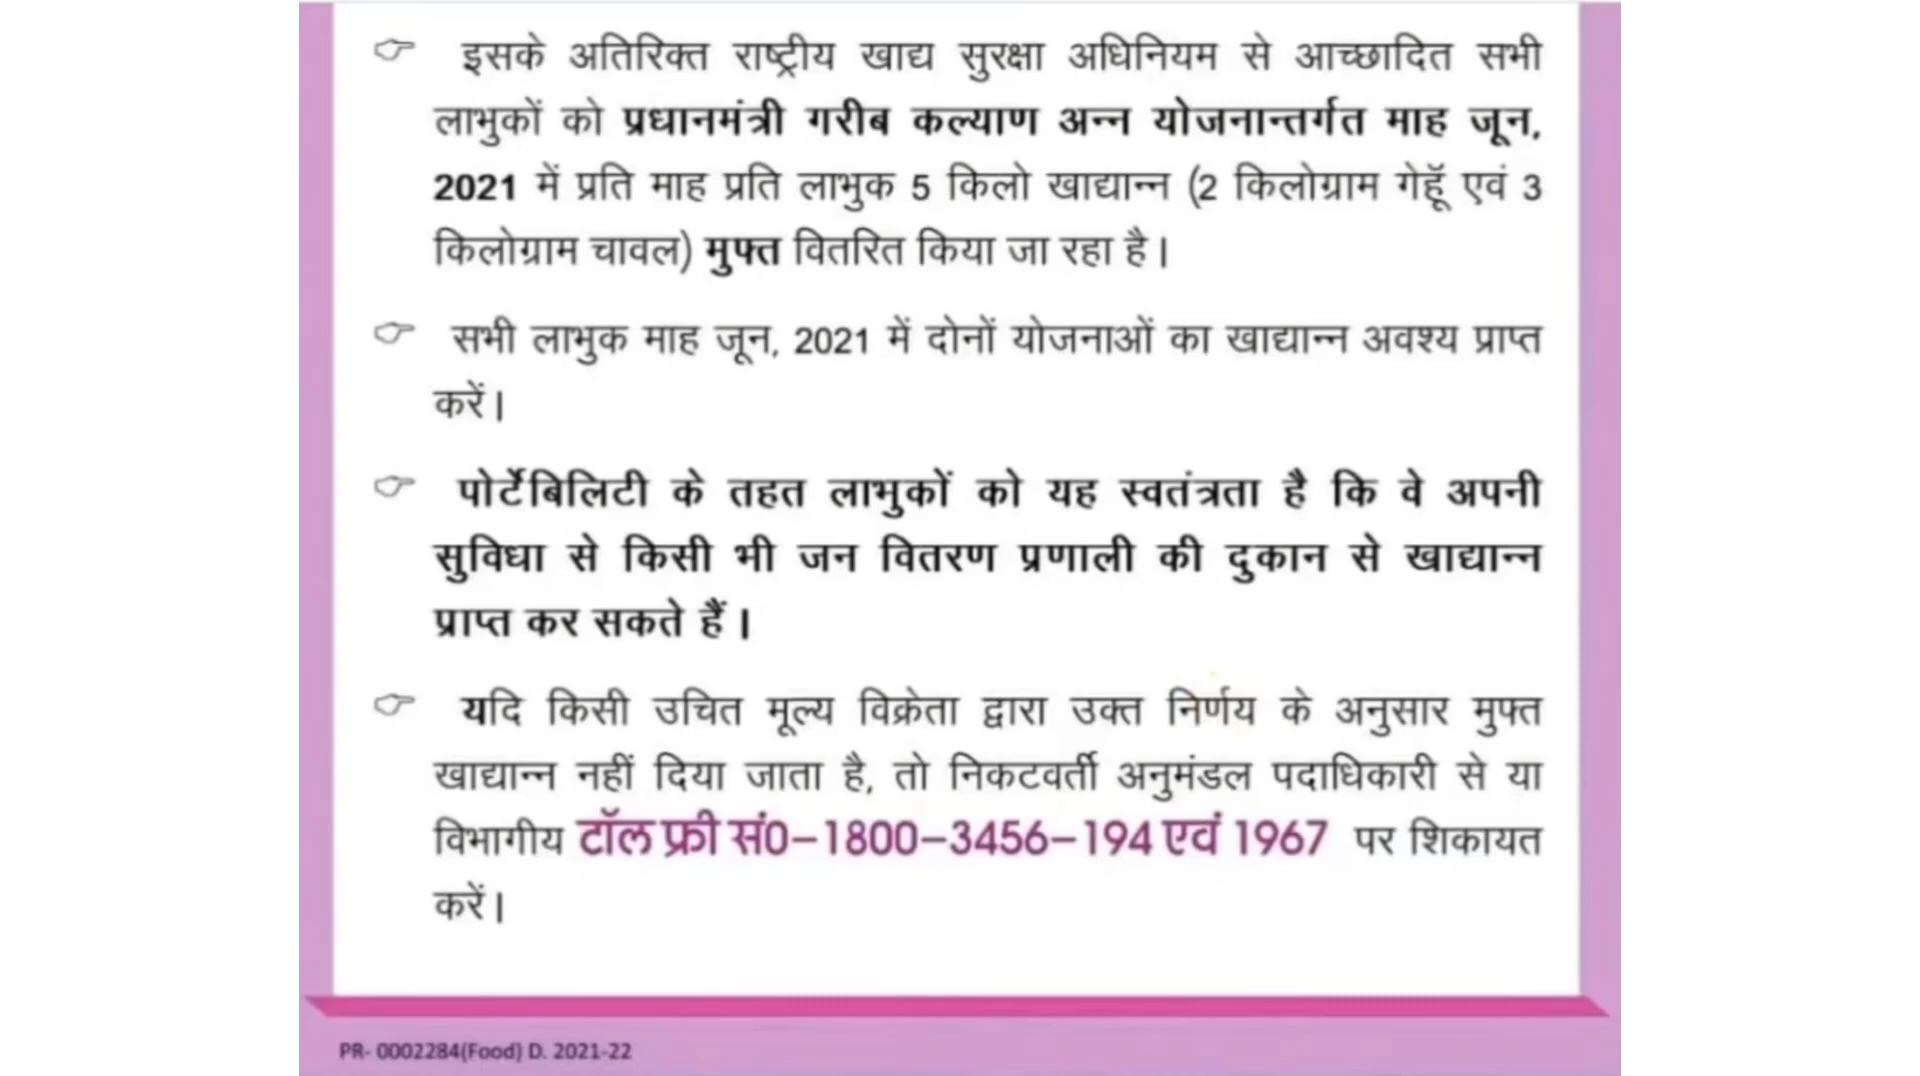 इसके अतिरिक्त राष्ट्रीय खाद्य सुरक्षा अधिनियम से आच्छादित सभी
लाभुकों को प्रधानमंत्री गरीब कल्याण अन्न योजनान्तर्गत माह जून,
2021 में प्रति माह प्रति लाभुक 5 किलो खाद्यान्न (2 किलोग्राम गेहूॅ एवं 3
किलोग्राम चावल) मुफ्त वितरित किया जा रहा है।
सभी लाभुक माह जून, 2021 में दोनों योजनाओं का खाद्यान्न अवश्य प्राप्त
करें।
पोर्टेबिलिटी के तहत लाभुकों को यह स्वतंत्रता है कि वे अपनी
सुविधा से किसी भी जन वितरण प्रणाली की दुकान से खाद्यान्न
प्राप्त कर सकते हैं।
यदि किसी उचित मूल्य विक्रेता द्वारा उक्त निर्णय के अनुसार मुफ्त
खाद्यान्न नहीं दिया जाता है, तो निकटवर्ती अनुमंडल पदाधिकारी से या
विभागीय टॉल फ्री सं0–1800–3456–194 एवं 1967 पर शिकायत
करें।
PR- 0002284(Food) D. 2021-22